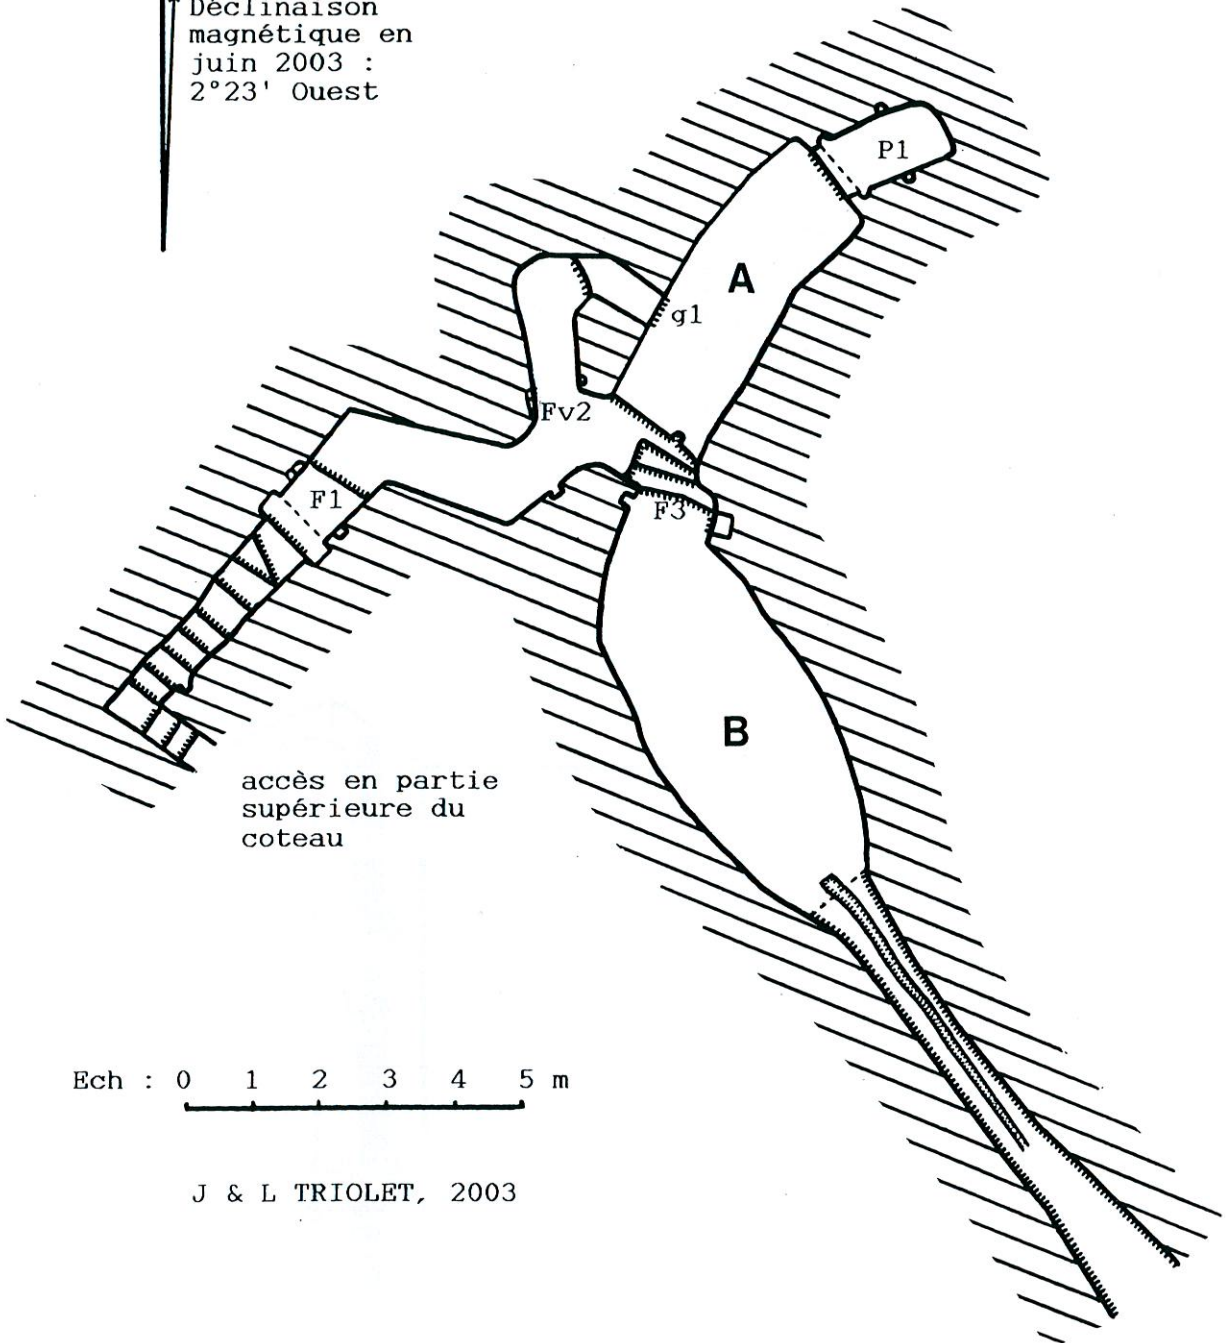 Déclinaison
magnétique en
juin 2003 :
2°23' Ouest
P1
A
g1
Fv2
F1
F3
B
accès en partie
supérieure du
coteau
Ech : 0 1 2 3 4 5 m
J & L TRIOLET, 2003